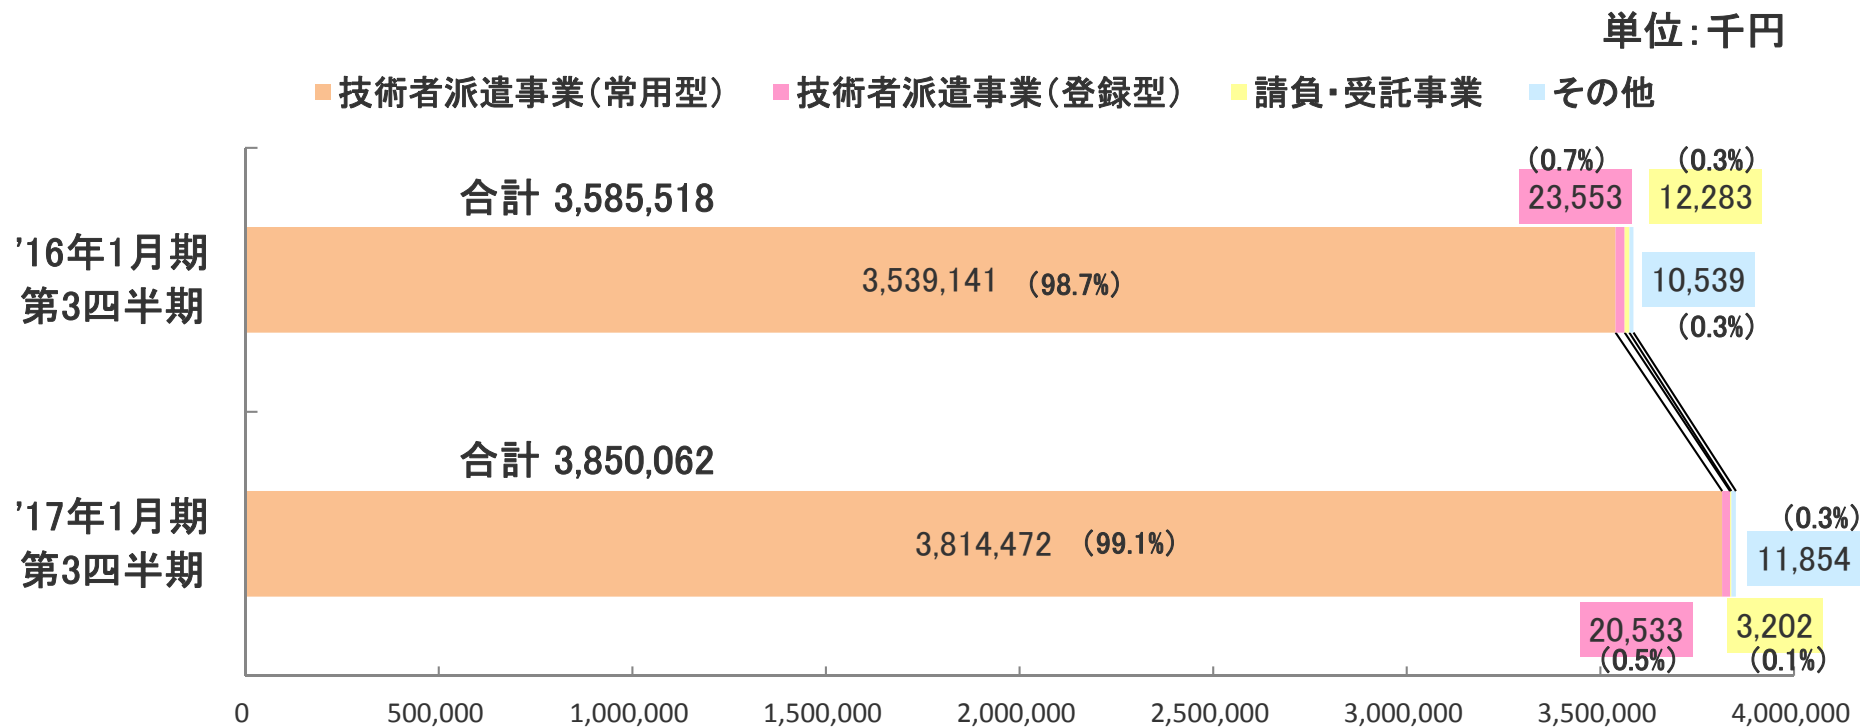 単位：千円
技術者派遣事業（常用型） 技術者派遣事業（登録型） 請負・受託事業 その他
（0.7%） （0.3%）
合計 3,585,518 23,553 12,283
’16年1月期
第3四半期
3,539,141 （98.7%） 10,539
（0.3%）
合計 3,850,062
’17年1月期
第3四半期
（0.3%）
3,814,472 （99.1%） 11,854
20,533 3,202
（0.5%） （0.1%）
0 500,000 1,000,000 1,500,000 2,000,000 2,500,000 3,000,000 3,500,000 4,000,000